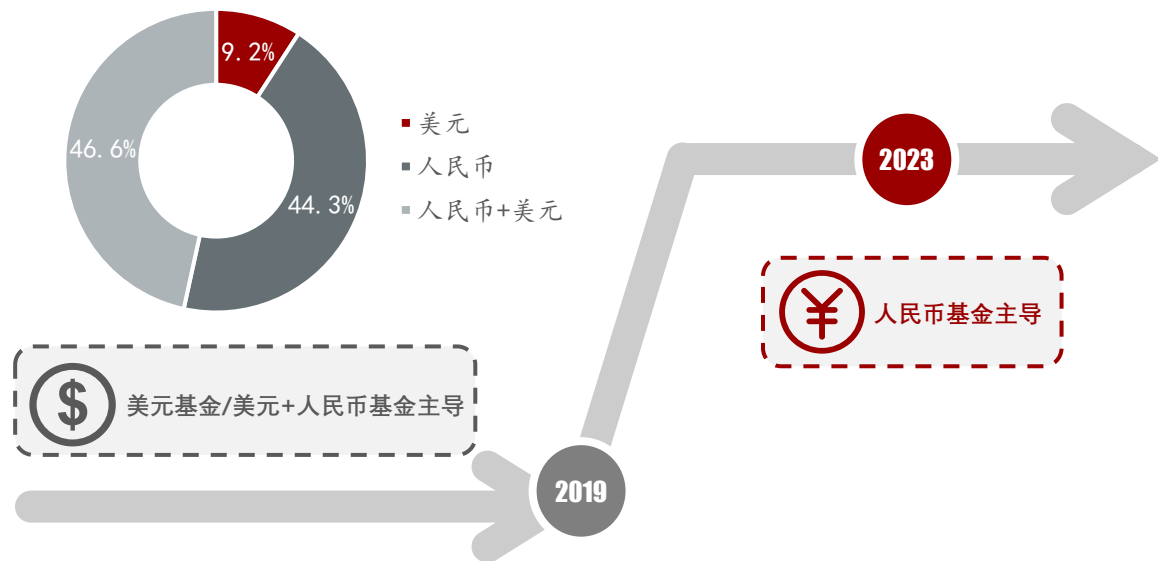 9.2%
46.6%
44.3%
美元
人民币
人民币+美元
2023
¥
人民币基金主导
$
美元基金/美元+人民币基金主导
2019